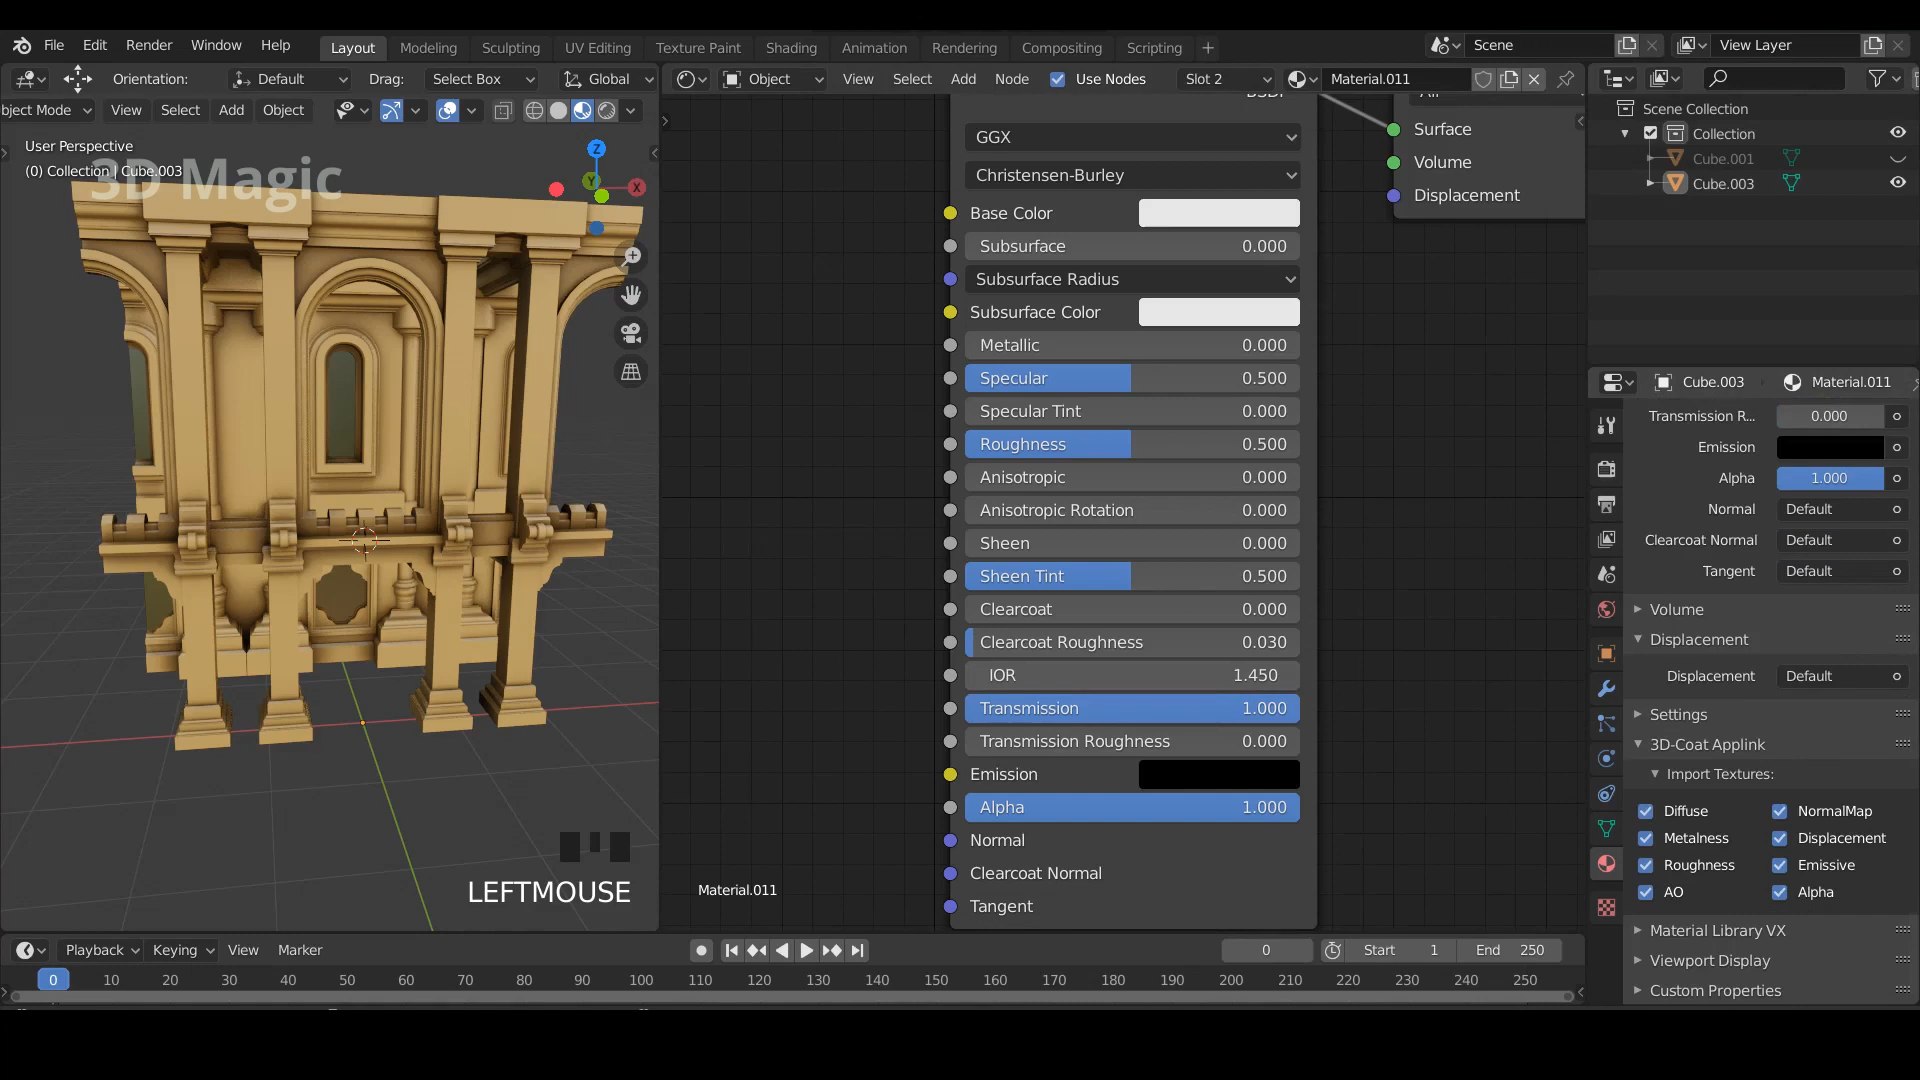 File Edit Render Window Help Layout Modeling Sculpting UV Editing Texture Paint Shading Animation Rendering Compositing Scripting + Scene View Layer
Orientation: Default Drag: Select Box Global Object View Select Add Node Use Nodes Slot 2 Material.011
bject Mode View Select Add Object
User Perspective
(0) Collection | Cube.003
3D Magic
Z
Y
X
GGX
Christensen-Burley
Base Color
Subsurface 0.000
Subsurface Radius
Subsurface Color
Metallic 0.000
Specular 0.500
Specular Tint 0.000
Roughness 0.500
Anisotropic 0.000
Anisotropic Rotation 0.000
Sheen 0.000
Sheen Tint 0.500
Clearcoat 0.000
Clearcoat Roughness 0.030
IOR 1.450
Transmission 1.000
Transmission Roughness 0.000
Emission
Alpha 1.000
Normal
Clearcoat Normal
Tangent
Surface
Volume
Displacement
LEFTMOUSE
Material.011
Scene Collection
Collection
Cube.001
Cube.003
Cube.003 Material.011
Transmission R... 0.000
Emission
Alpha 1.000
Normal Default
Clearcoat Normal Default
Tangent Default
Volume
Displacement
Displacement Default
Settings
3D-Coat Applink
Import Textures:
Diffuse NormalMap
Metalness Displacement
Roughness Emissive
AO Alpha
Material Library VX
Viewport Display
Custom Properties
Playback Keying View Marker 0 Start 1 End 250
0 10 20 30 40 50 60 70 80 90 100 110 120 130 140 150 160 170 180 190 200 210 220 230 240 250